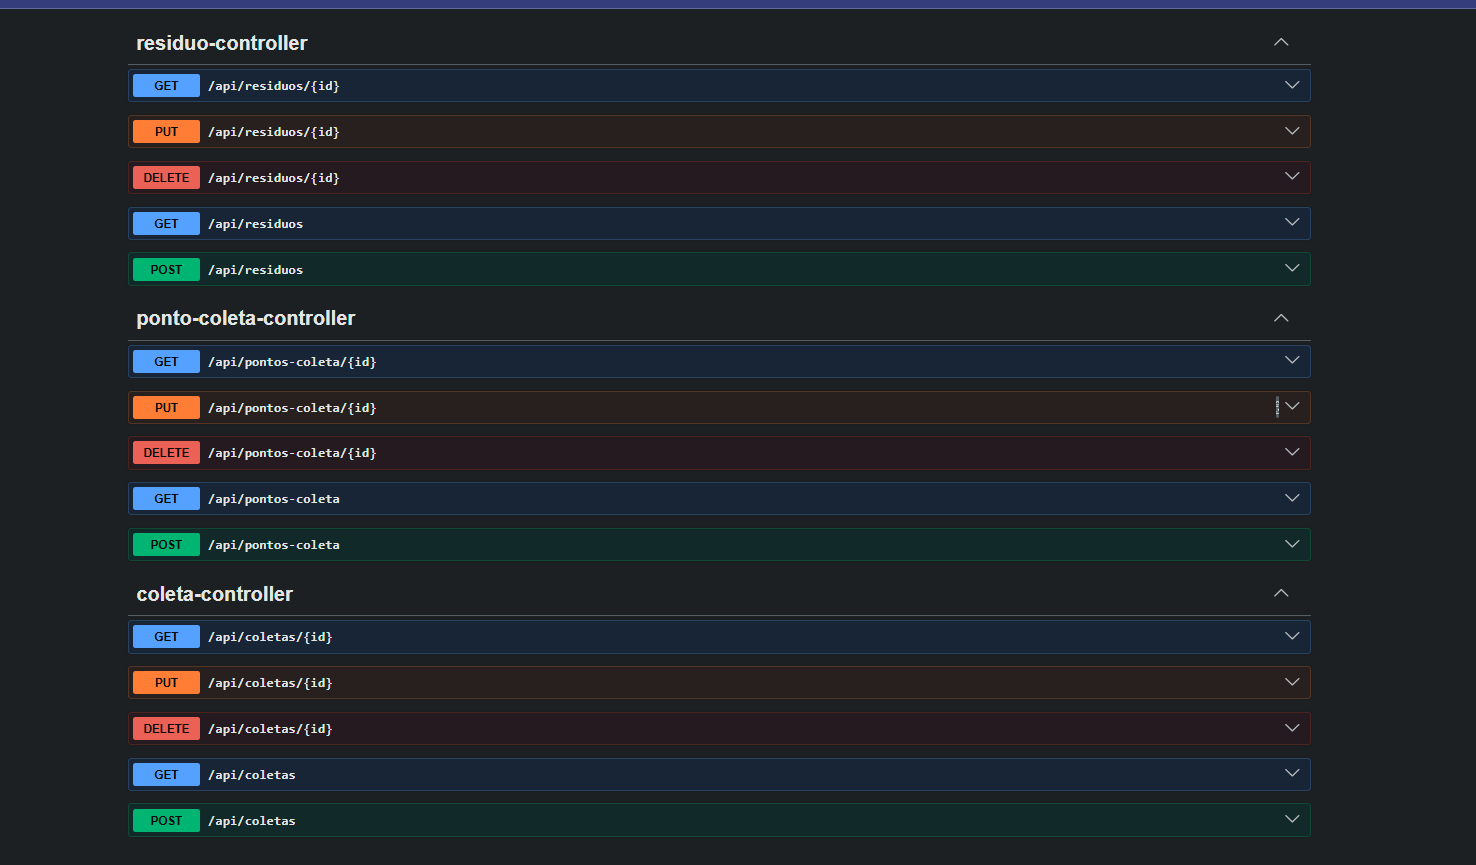 residuo-controller
GET /api/residuos/{id}
PUT /api/residuos/{id}
DELETE /api/residuos/{id}
GET /api/residuos
POST /api/residuos
ponto-coleta-controller
GET /api/pontos-coleta/{id}
PUT /api/pontos-coleta/{id}
DELETE /api/pontos-coleta/{id}
GET /api/pontos-coleta
POST /api/pontos-coleta
coleta-controller
GET /api/coletas/{id}
PUT /api/coletas/{id}
DELETE /api/coletas/{id}
GET /api/coletas
POST /api/coletas